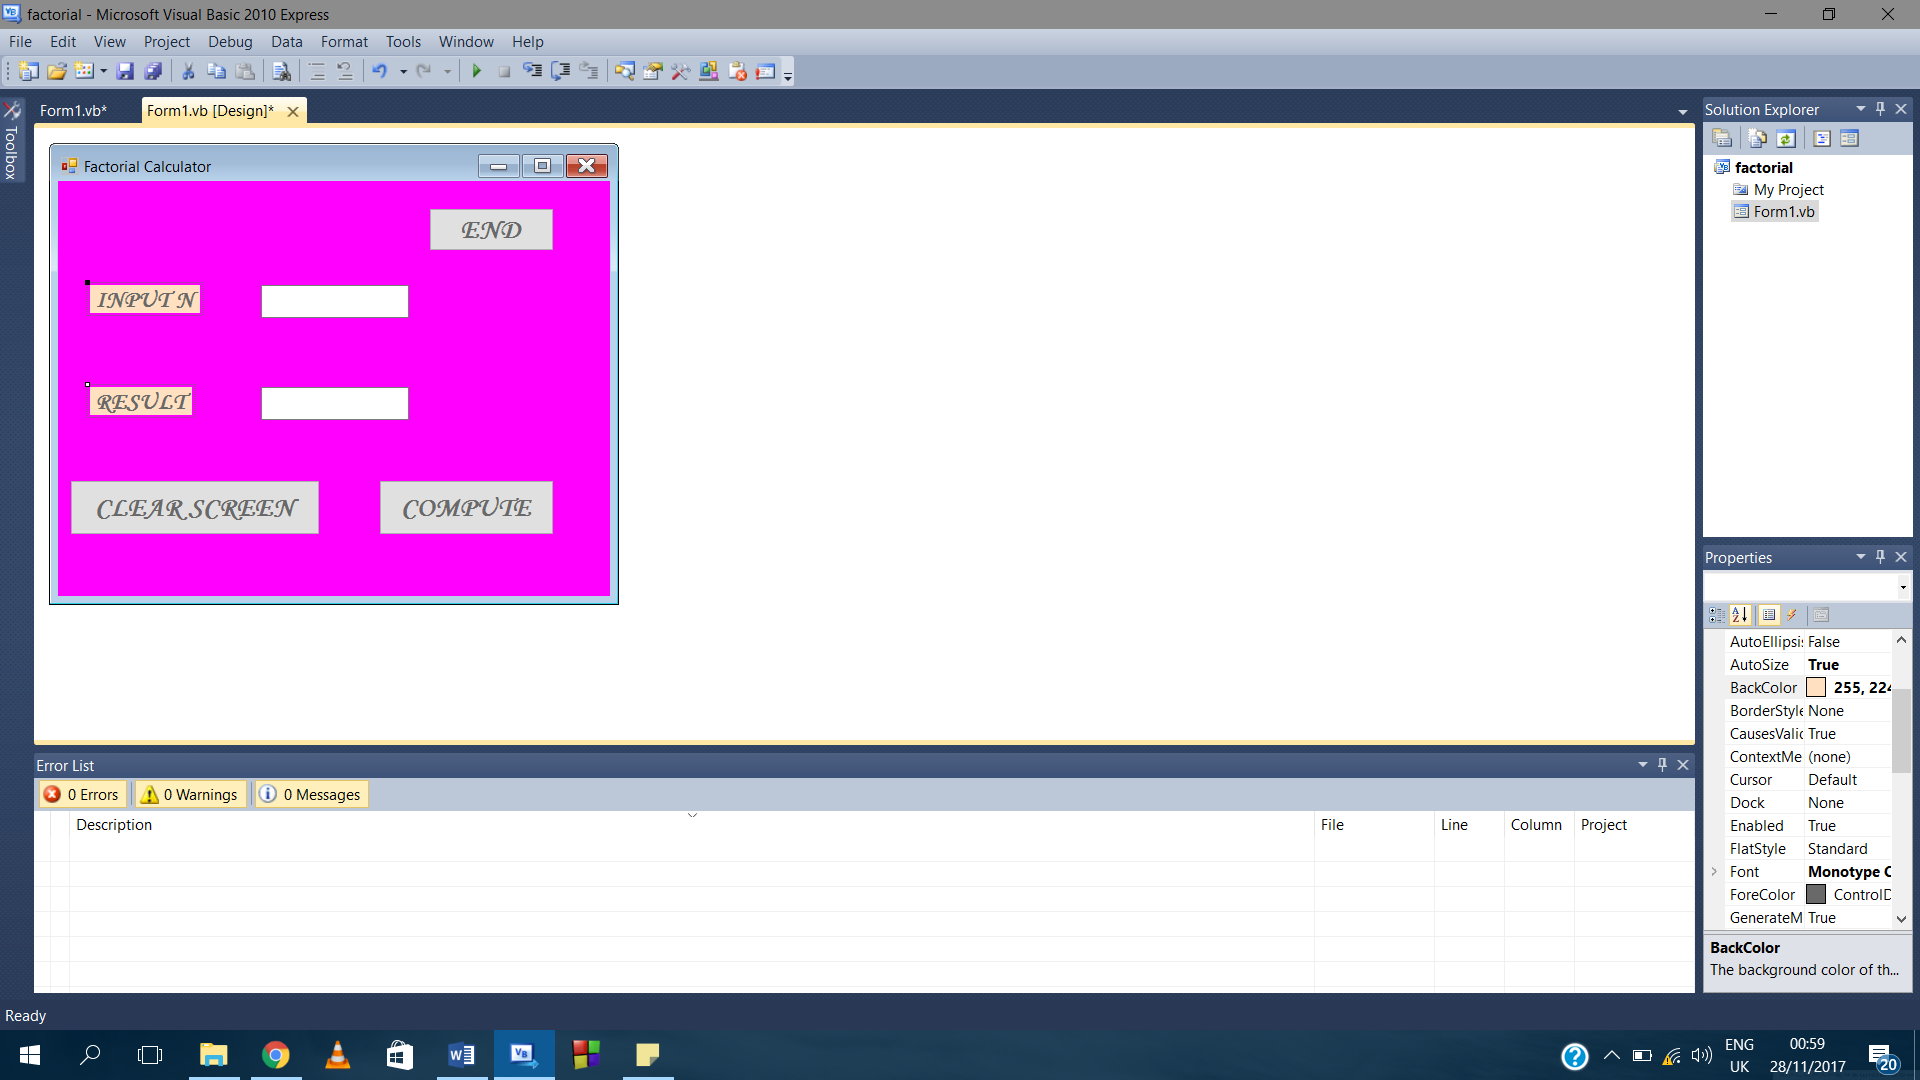 factorial - Microsoft Visual Basic 2010 Express
File Edit View Project Debug Data Format Tools Window Help
Toolbox
Form1.vb*
Form1.vb [Design]*
Factorial Calculator
END
INPUT N
RESULT
CLEAR SCREEN
COMPUTE
Solution Explorer
factorial
My Project
Form1.vb
Properties
AutoEllipsi False
AutoSize True
BackColor 255, 224
BorderStyle None
CausesValid True
ContextMe (none)
Cursor Default
Dock None
Enabled True
FlatStyle Standard
Font Monotype C
ForeColor ControlD
GenerateM True
BackColor
The background color of th...
Error List
0 Errors 0 Warnings 0 Messages
Description File Line Column Project
Ready
ENG
UK
00:59
28/11/2017
20